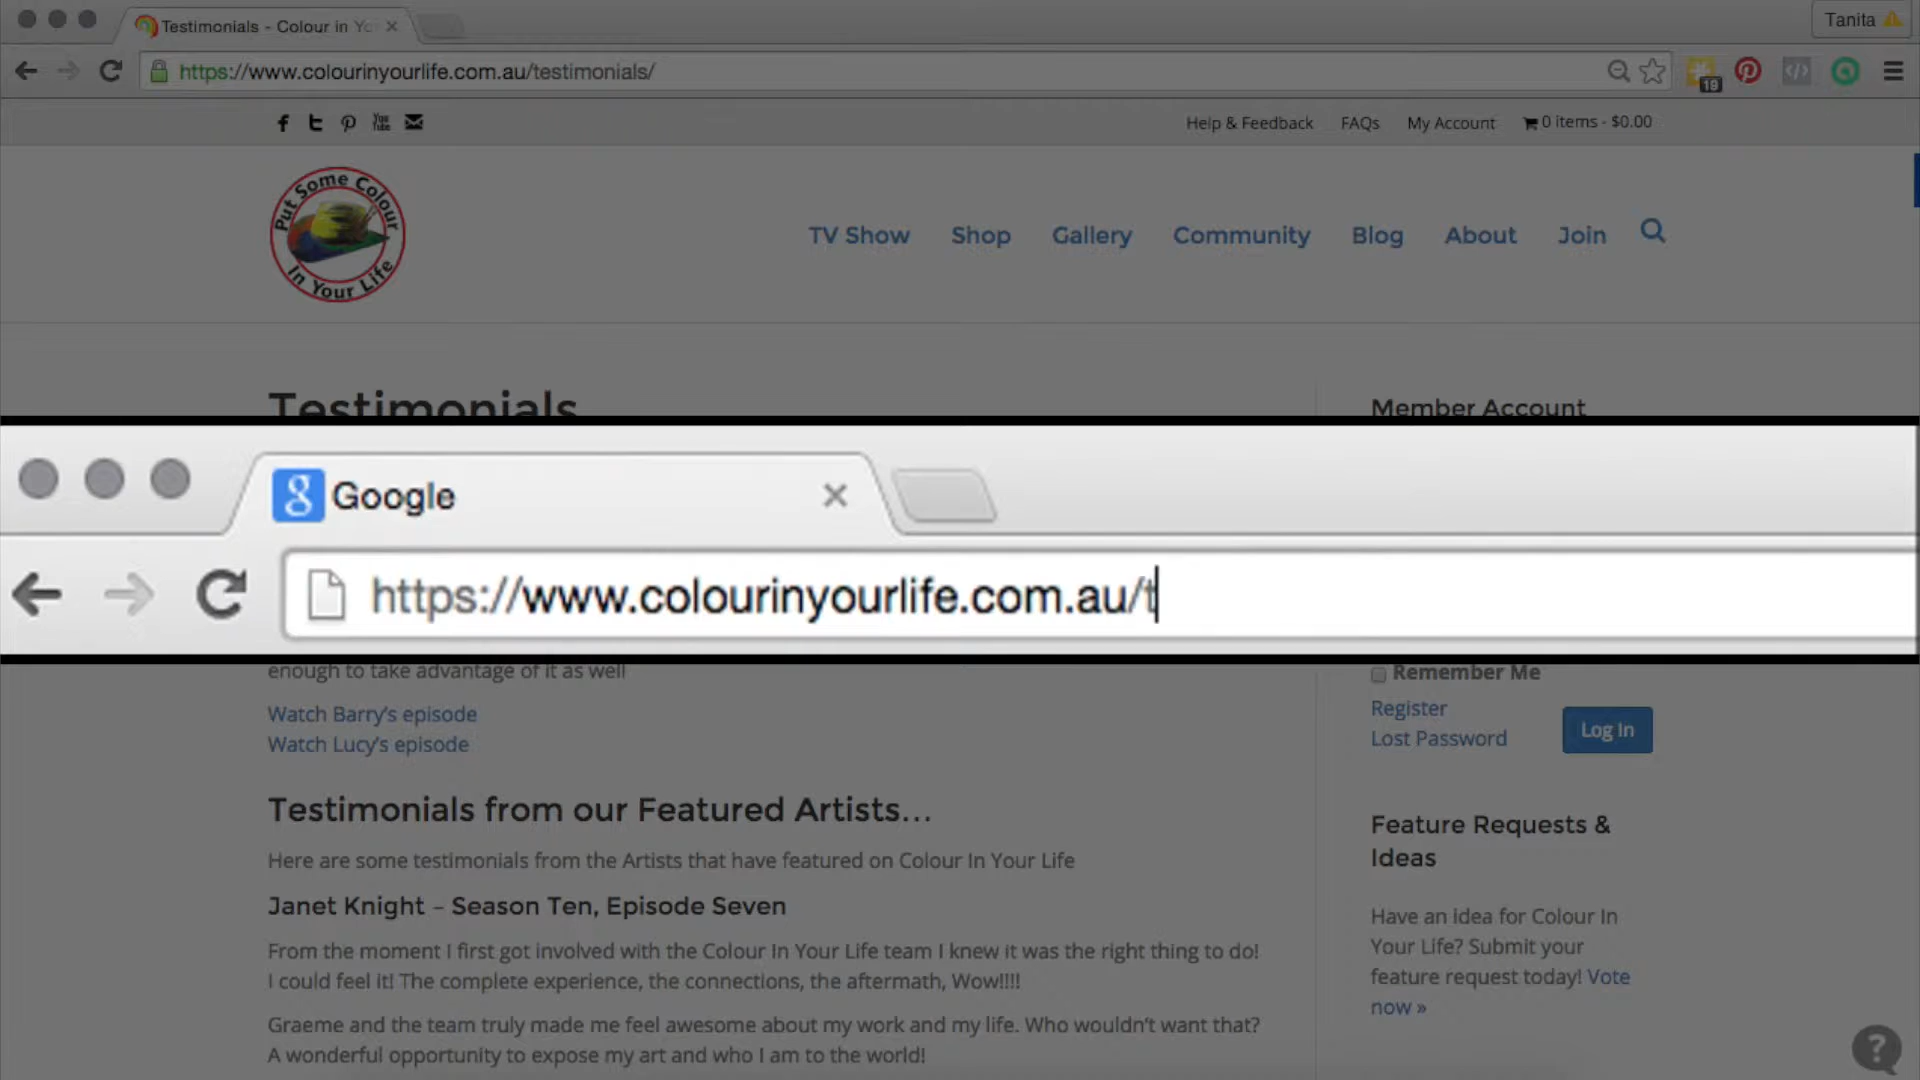 Testimonials - Colour in Yo
Tanita
https://www.colourinyourlife.com.au/testimonials/
19
You Tube
Help & Feedback
FAQs
My Account
0 items - $0.00
Put Some Colour
In Your Life
TV Show
Shop
Gallery
Community
Blog
About
Join
Testimonials
Member Account
Google
https://www.colourinyourlife.com.au/t
enough to take advantage of it as well
Remember Me
Watch Barry's episode
Watch Lucy's episode
Register
Lost Password
Log In
Testimonials from our Featured Artists...
Here are some testimonials from the Artists that have featured on Colour In Your Life
Janet Knight – Season Ten, Episode Seven
From the moment I first got involved with the Colour In Your Life team I knew it was the right thing to do!
I could feel it! The complete experience, the connections, the aftermath, Wow!!!!
Graeme and the team truly made me feel awesome about my work and my life. Who wouldn't want that?
A wonderful opportunity to expose my art and who I am to the world!
Feature Requests &
Ideas
Have an idea for Colour In
Your Life? Submit your
feature request today! Vote
now »
?